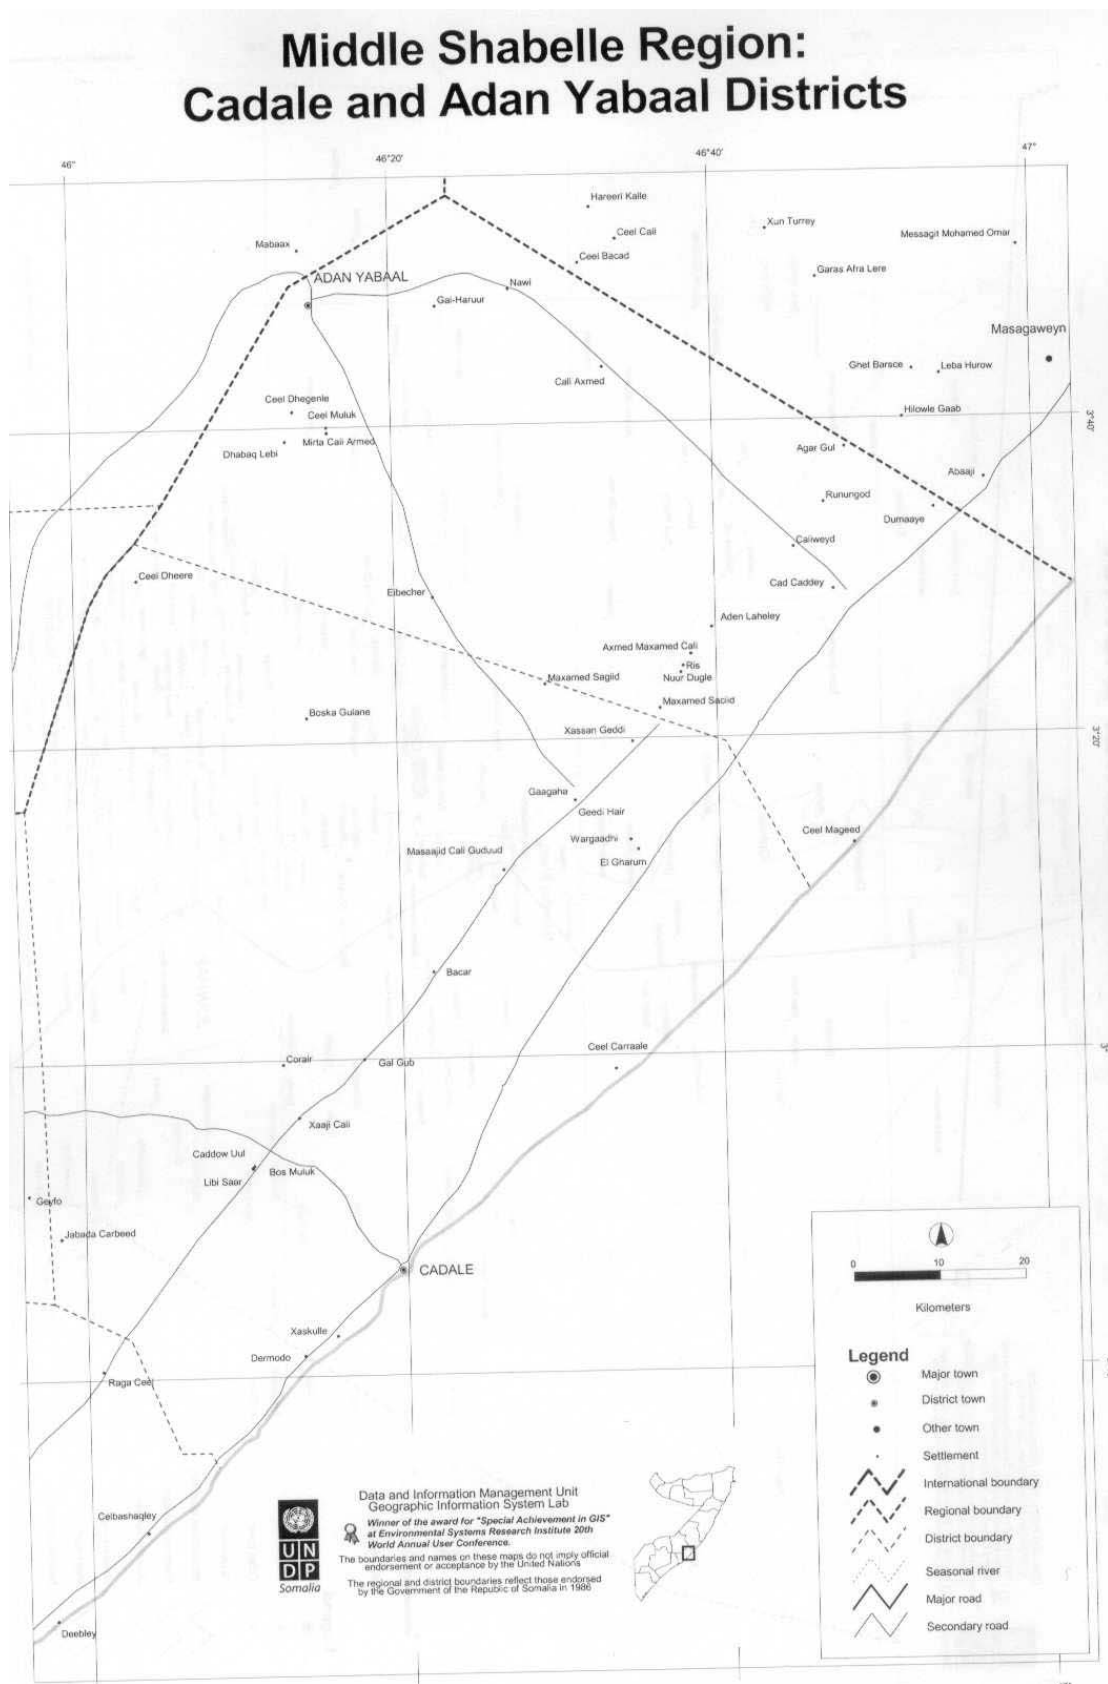 Middle Shabelle Region:
Cadale and Adan Yabaal Districts
46°
46°20'
46°40'
47°
Hareeri Kalle
Xun Turrey
Ceel Cali
Messagit Mohamed Omar
Mabaax
Ceel Bacad
ADAN YABAAL
Garas Afra Lere
Nawi
Gal-Haruur
Masagaweyn
Ghet Barsce
Leba Hurow
Cali Axmed
Ceel Dhegenle
Hilowle Gaab
Ceel Muluk
3°40'
Mirta Cali Armed
Agar Gul
Dhabaq Lebi
Abaaji
Runungod
Dumaaye
Caliweyd
Ceel Dheere
Cad Caddey
Eibecher
Aden Laheley
Axmed Maxamed Cali
Ris
Maxamed Sagiid
Nuur Dugle
Maxamed Saciid
Boska Gulane
Xassan Geddi
3°20'
Gaagaha
Geedi Hair
Ceel Mageed
Wargaadhi
Masaajid Cali Guduud
El Gharum
Bacar
Ceel Carraale
3°
Corair
Gal Gub
Xaaji Cali
Caddow Uul
Bos Muluk
Libi Saar
Geyfo
Jabada Carbeed
CADALE
Xaskulle
Dermodo
Raga Ceel
Celbashaqley
Deebley
0 10 20
Kilometers
Legend
Major town
District town
Other town
Settlement
International boundary
Regional boundary
District boundary
Seasonal river
Major road
Secondary road
Data and Information Management Unit
Geographic Information System Lab
Winner of the award for "Special Achievement in GIS"
at Environmental Systems Research Institute 20th
World Annual User Conference.
The boundaries and names on these maps do not imply official
endorsement or acceptance by the United Nations
The regional and district boundaries reflect those endorsed
by the Government of the Republic of Somalia in 1986
UN
DP
Somalia